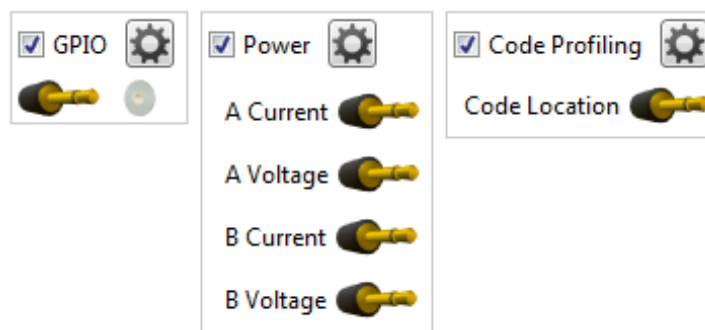 GPIO
Power
A Current
A Voltage
B Current
B Voltage
Code Profiling
Code Location